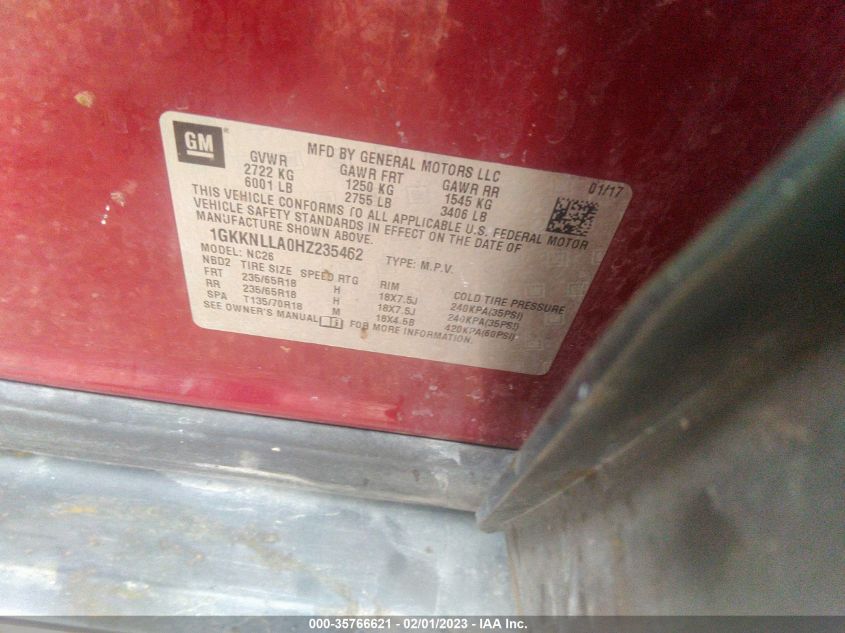 GM ®
MFD BY GENERAL MOTORS LLC
01/17
GVWR GAWR FRT GAWR RR
2722 KG 1250 KG 1545 KG
6001 LB 2755 LB 3406 LB
THIS VEHICLE CONFORMS TO ALL APPLICABLE U.S. FEDERAL MOTOR
VEHICLE SAFETY STANDARDS IN EFFECT ON THE DATE OF
MANUFACTURE SHOWN ABOVE.
1GKKNLLA0HZ235462 TYPE: M.P.V.
MODEL: NC26
NBD2 TIRE SIZE SPEED RTG RIM COLD TIRE PRESSURE
FRT 235/65R18 H 18X7.5J 240KPA(35PSI)
RR 235/65R18 H 18X7.5J 240KPA(35PSI)
SPA T135/70R18 M 18X4.5B 420KPA(60PSI)
SEE OWNER'S MANUAL FOR MORE INFORMATION.
000-35766621 - 02/01/2023 - IAA Inc.